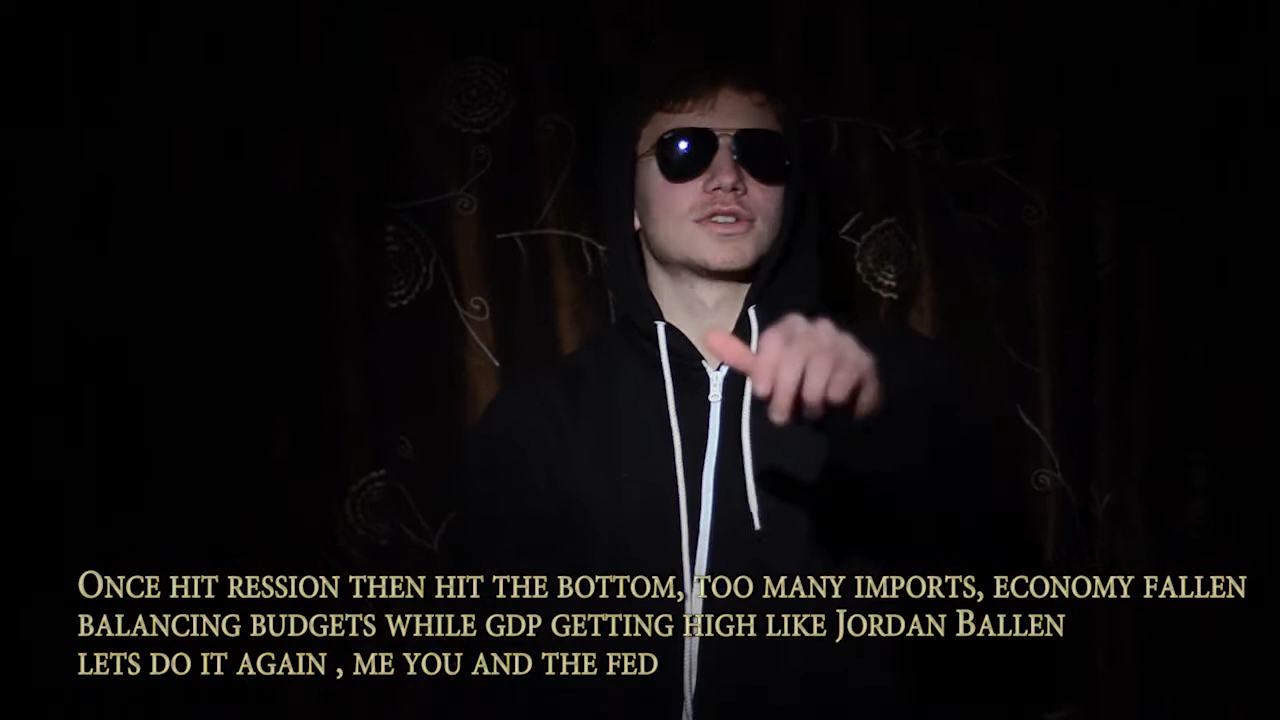 Once hit ression then hit the bottom, too many imports, economy fallen
balancing budgets while gdp getting high like Jordan Ballen
lets do it again , me you and the fed